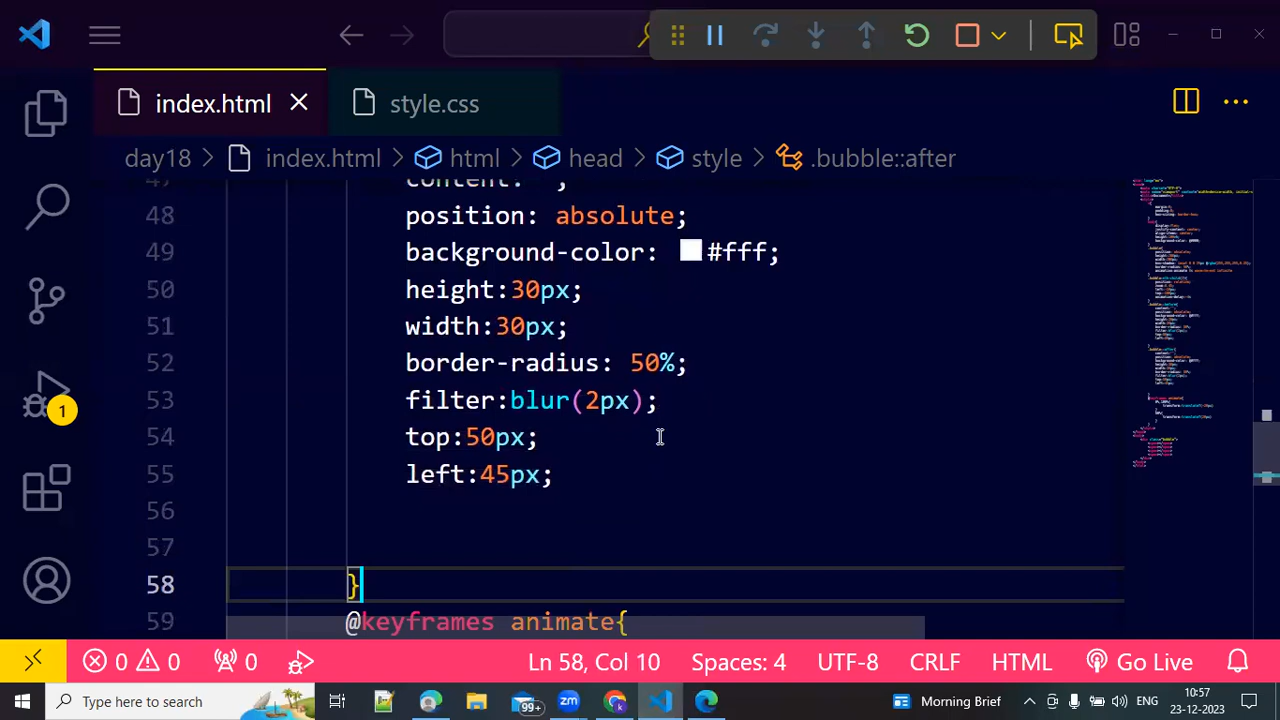 index.html
style.css
day18 > index.html > html > head > style > .bubble::after
48 position: absolute;
49 background-color: #fff;
50 height:30px;
51 width:30px;
52 border-radius: 50%;
53 filter:blur(2px);
54 top:50px;
55 left:45px;
56
57
58 }
59 @keyframes animate{
1
0 0 0 Ln 58, Col 10 Spaces: 4 UTF-8 CRLF HTML Go Live
Type here to search
99+
zm
Morning Brief
ENG
10:57
23-12-2023